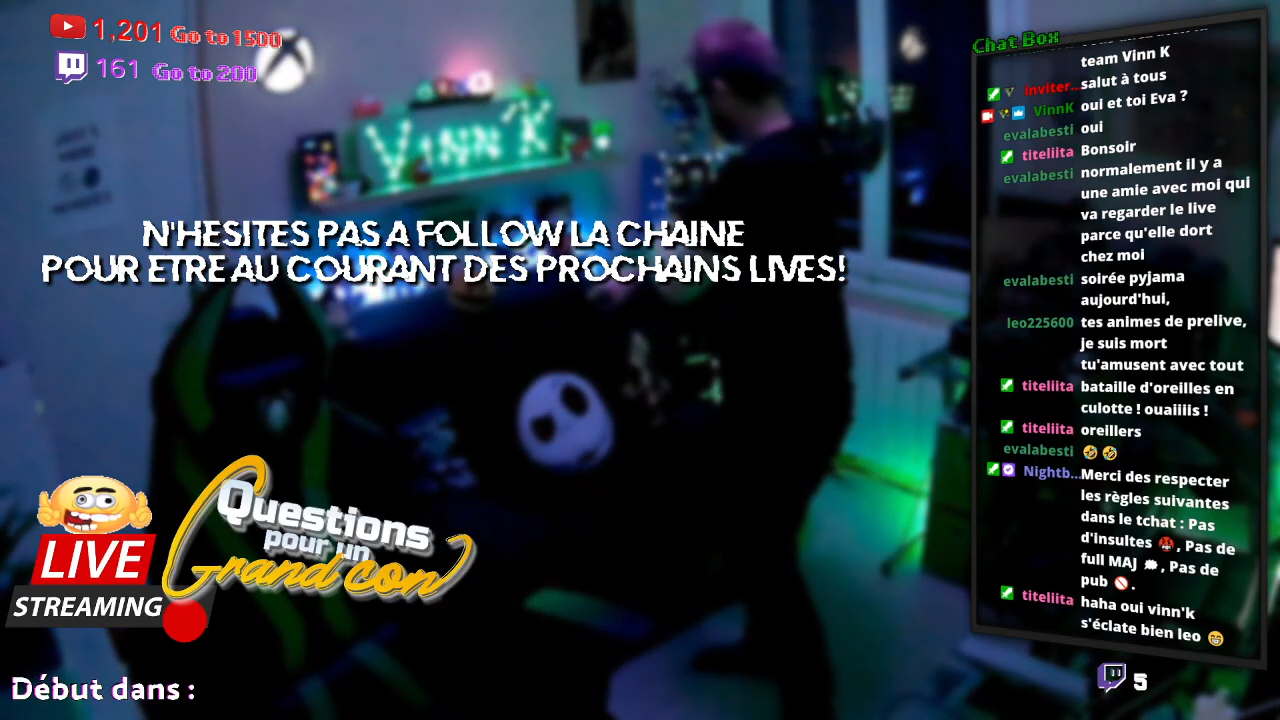 1,201 Go to 1500
161 Go to 200
VINN'K
N'HESITES PAS A FOLLOW LA CHAINE
POUR ETRE AU COURANT DES PROCHAINS LIVES!
LIVE
STREAMING
Questions
pour un
Grand con
Début dans :
Chat Box
team Vinn K
inviter... salut à tous
VinnK oui et toi Eva ?
evalabesti oui
titeliita Bonsoir
evalabesti normalement il y a
une amie avec moi qui
va regarder le live
parce qu'elle dort
chez moi
evalabesti soirée pyjama
aujourd'hui,
leo225600 tes animes de prelive,
je suis mort
tu'amusent avec tout
titeliita bataille d'oreilles en
culotte ! ouaiiiis !
titeliita oreillers
evalabesti 🤣 🤣
Nightb... Merci des respecter
les règles suivantes
dans le tchat : Pas
d'insultes 🤬, Pas de
full MAJ 🗯, Pas de
pub 🚫.
titeliita haha oui vinn'k
s'éclate bien leo 😁
5